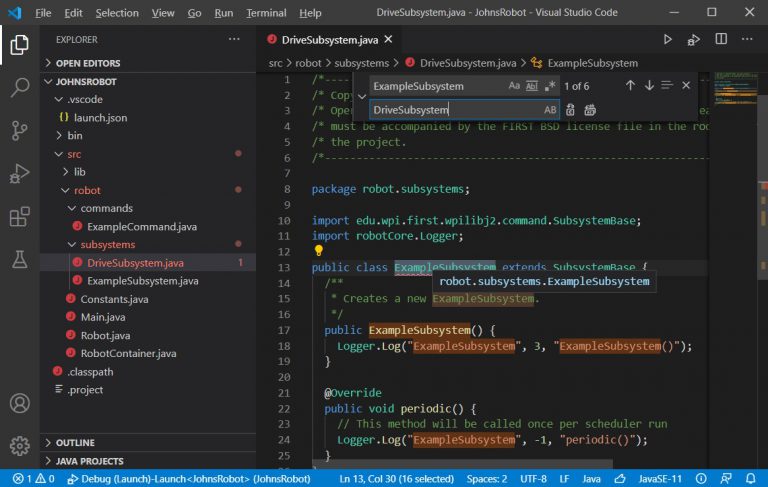 File Edit Selection View Go Run Terminal Help DriveSubsystem.java - JohnsRobot - Visual Studio Code
EXPLORER
OPEN EDITORS
JOHNSROBOT
.vscode
{} launch.json
bin
src
lib
robot
commands
ExampleCommand.java
subsystems
DriveSubsystem.java 1
ExampleSubsystem.java
Constants.java
Main.java
Robot.java
RobotContainer.java
.classpath
.project
OUTLINE
JAVA PROJECTS
DriveSubsystem.java
src > robot > subsystems > DriveSubsystem.java > ExampleSubsystem
ExampleSubsystem Aa Abl .* 1 of 6
DriveSubsystem AB
1 /*----
2 /* Cop
3 /* Ope ea
4 /* must be accompanied by the FIRST BSD license file in the roo
5 /* the project.
6 /*----------------------------------------------------------------
7
8 package robot.subsystems;
9
10 import edu.wpi.first.wpilibj2.command.SubsystemBase;
11 import robotCore.Logger;
12
13 public class ExampleSubsystem extends SubsystemBase {
robot.subsystems.ExampleSubsystem
14 /**
15 * Creates a new ExampleSubsystem.
16 */
17 public ExampleSubsystem() {
18 Logger.Log("ExampleSubsystem", 3, "ExampleSubsystem()");
19 }
20
21 @Override
22 public void periodic() {
23 // This method will be called once per scheduler run
24 Logger.Log("ExampleSubsystem", -1, "periodic()");
25 }
1 0 Debug (Launch)-Launch<JohnsRobot> (JohnsRobot) Ln 13, Col 30 (16 selected) Spaces: 2 UTF-8 LF Java JavaSE-11